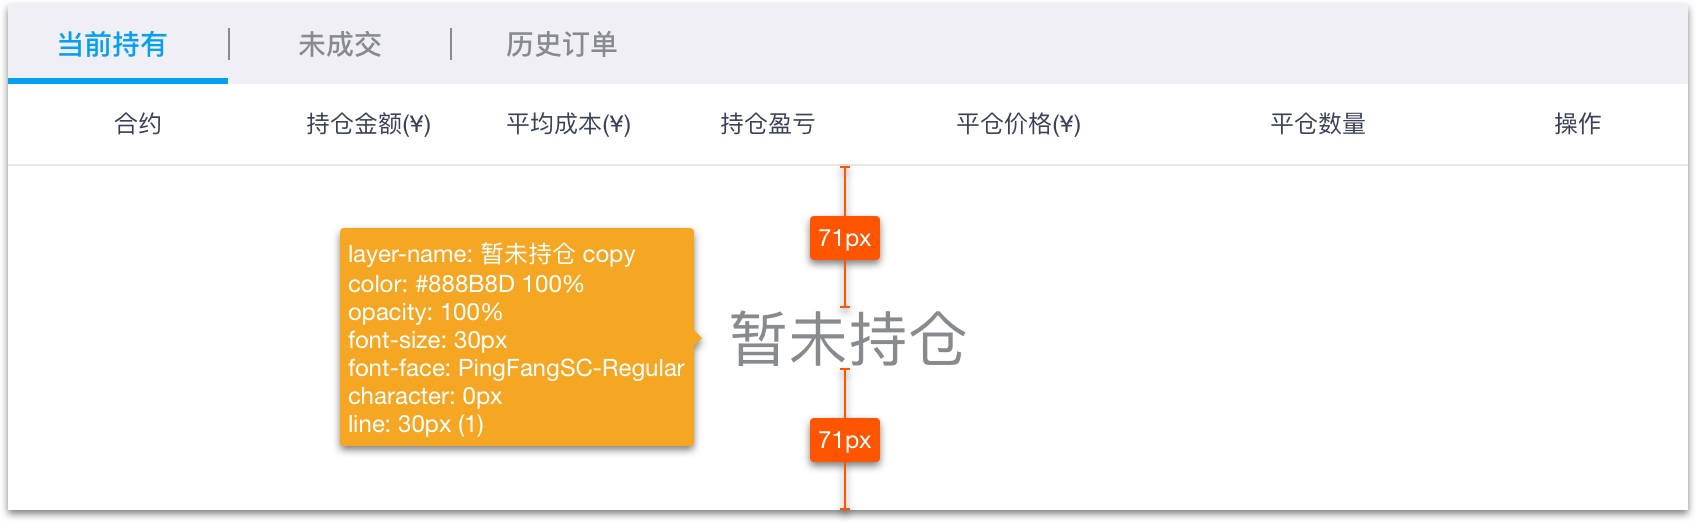 当前持有 未成交 历史订单
合约 持仓金额(¥) 平均成本(¥) 持仓盈亏 平仓价格(¥) 平仓数量 操作
71px
layer-name: 暂未持仓 copy
color: #888B8D 100%
opacity: 100%
font-size: 30px
font-face: PingFangSC-Regular
character: 0px
line: 30px (1)
暂未持仓
71px